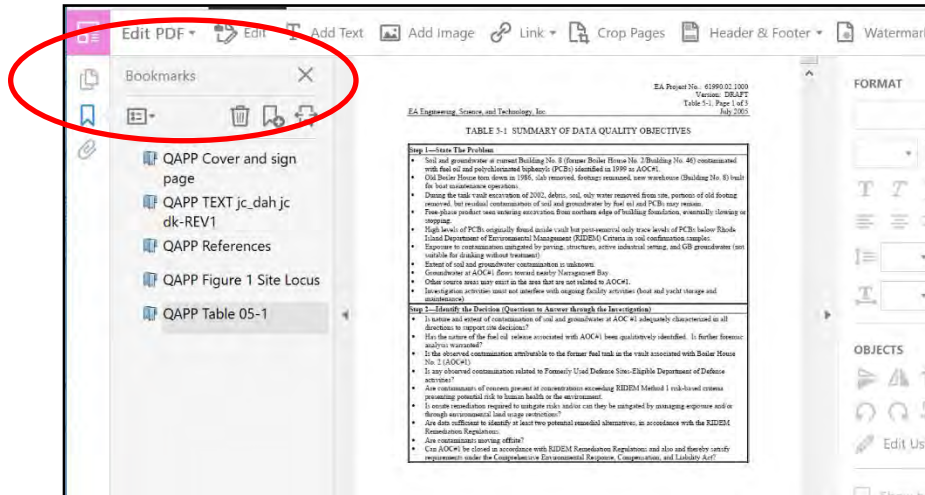 Edit PDF
Edit
Add Text
Add Image
Link
Crop Pages
Header & Footer
Watermark
Bookmarks
QAPP Cover and sign
page
QAPP TEXT jc_dah jc
dk-REV1
QAPP References
QAPP Figure 1 Site Locus
QAPP Table 05-1
EA Project No.: 61990.02.1000
Version: DRAFT
Table 5-1, Page 1 of 5
EA Engineering, Science, and Technology, Inc. July 2005
TABLE 5-1 SUMMARY OF DATA QUALITY OBJECTIVES
Step 1—State The Problem
• Soil and groundwater at current Building No. 8 (former Boiler House No. 2/Building No. 46) contaminated
with fuel oil and polychlorinated biphenyls (PCBs) identified in 1999 as AOC#1.
• Old Boiler House torn down in 1986, slab removed, footings remained, new warehouse (Building No. 8) built
for boat maintenance operations.
• During the tank vault excavation of 2002, debris, soil, oily water removed from site, portions of old footing
removed, but residual contamination of soil and groundwater by fuel oil and PCBs may remain.
• Free-phase product seen entering excavation from northern edge of building foundation, eventually slowing or
stopping.
• High levels of PCBs originally found inside vault but post-removal only trace levels of PCBs below Rhode
Island Department of Environmental Management (RIDEM) Criteria in soil confirmation samples.
• Exposure to contamination mitigated by paving, structures, active industrial setting, and GB groundwater (not
suitable for drinking without treatment)
• Extent of soil and groundwater contamination is unknown.
• Groundwater at AOC#1 flows toward nearby Narragansett Bay.
• Other source areas may exist in the area that are not related to AOC#1.
• Investigation activities must not interfere with ongoing facility activities (boat and yacht storage and
maintenance)
Step 2—Identify the Decision (Questions to Answer through the Investigation)
• Is nature and extent of contamination of soil and groundwater at AOC #1 adequately characterized in all
directions to support site decisions?
• Has the nature of the fuel oil release associated with AOC#1 been qualitatively identified. Is further forensic
analysis warranted?
• Is the observed contamination attributable to the former fuel tank in the vault associated with Boiler House
No. 2 (AOC#1)
• Is any observed contamination related to Formerly Used Defense Sites-Eligible Department of Defense
activities?
• Are contaminants of concern present at concentrations exceeding RIDEM Method 1 risk-based criteria
presenting potential risk to human health or the environment.
• Is onsite remediation required to mitigate risks and/or can they be mitigated by managing exposure and/or
through environmental land usage restrictions?
• Are data sufficient to identify at least two potential remedial alternatives, in accordance with the RIDEM
Remediation Regulations.
• Are contaminants moving offsite?
• Can AOC#1 be closed in accordance with RIDEM Remediation Regulations and also and thereby satisfy
requirements under the Comprehensive Environmental Response, Compensation, and Liability Act?
FORMAT
OBJECTS
Edit Us